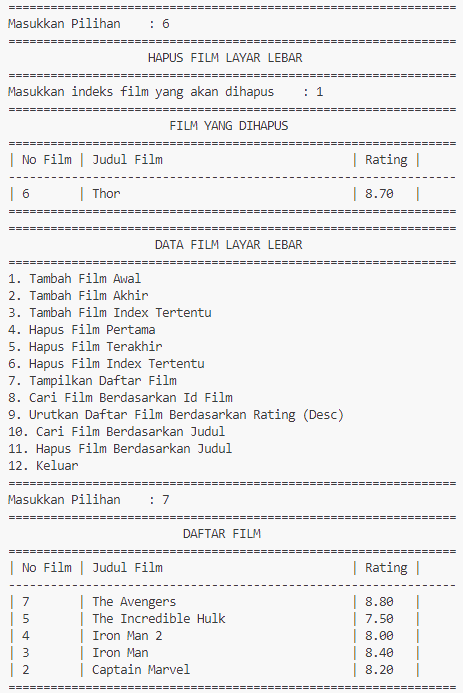 ================================================================
Masukkan Pilihan    : 6
================================================================
                    HAPUS FILM LAYAR LEBAR
================================================================
Masukkan indeks film yang akan dihapus    : 1
================================================================
                       FILM YANG DIHAPUS
================================================================
| No Film | Judul Film                           | Rating |
----------------------------------------------------------------
| 6       | Thor                                 | 8.70   |
================================================================
================================================================
                     DATA FILM LAYAR LEBAR
================================================================
1. Tambah Film Awal
2. Tambah Film Akhir
3. Tambah Film Index Tertentu
4. Hapus Film Pertama
5. Hapus Film Terakhir
6. Hapus Film Index Tertentu
7. Tampilkan Daftar Film
8. Cari Film Berdasarkan Id Film
9. Urutkan Daftar Film Berdasarkan Rating (Desc)
10. Cari Film Berdasarkan Judul
11. Hapus Film Berdasarkan Judul
12. Keluar
================================================================
Masukkan Pilihan    : 7
================================================================
                         DAFTAR FILM
================================================================
| No Film | Judul Film                           | Rating |
----------------------------------------------------------------
| 7       | The Avengers                         | 8.80   |
| 5       | The Incredible Hulk                  | 7.50   |
| 4       | Iron Man 2                           | 8.00   |
| 3       | Iron Man                             | 8.40   |
| 2       | Captain Marvel                       | 8.20   |
================================================================